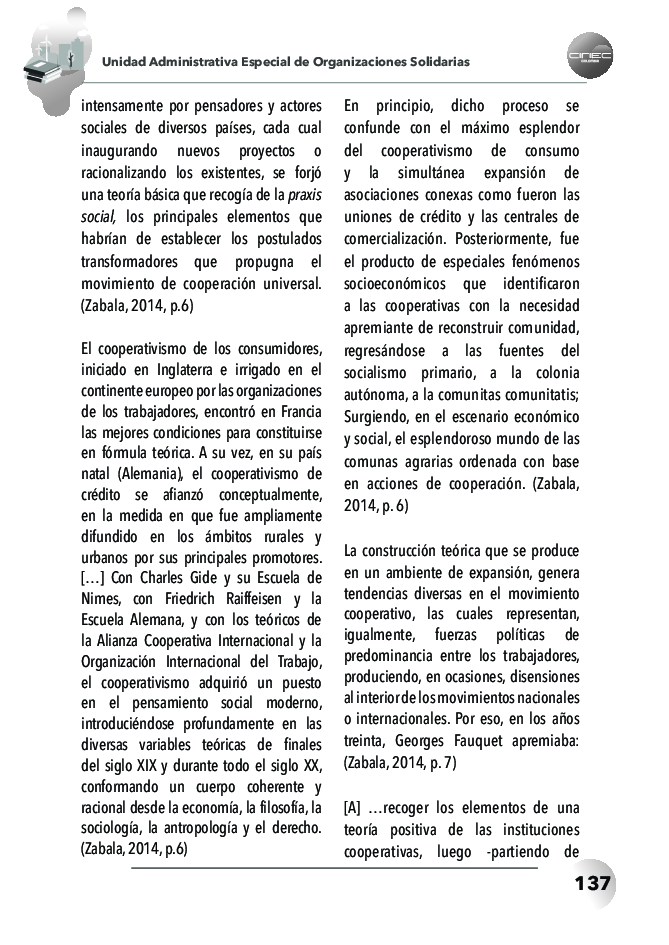 Unidad Administrativa Especial de Organizaciones Solidarias
CINEC
COLOMBIA
intensamente por pensadores y actores
sociales de diversos países, cada cual
inaugurando nuevos proyectos o
racionalizando los existentes, se forjó
una teoría básica que recogía de la praxis
social, los principales elementos que
habrían de establecer los postulados
transformadores que propugna el
movimiento de cooperación universal.
(Zabala, 2014, p.6)
El cooperativismo de los consumidores,
iniciado en Inglaterra e irrigado en el
continente europeo por las organizaciones
de los trabajadores, encontró en Francia
las mejores condiciones para constituirse
en fórmula teórica. A su vez, en su país
natal (Alemania), el cooperativismo de
crédito se afianzó conceptualmente,
en la medida en que fue ampliamente
difundido en los ámbitos rurales y
urbanos por sus principales promotores.
[…] Con Charles Gide y su Escuela de
Nimes, con Friedrich Raiffeisen y la
Escuela Alemana, y con los teóricos de
la Alianza Cooperativa Internacional y la
Organización Internacional del Trabajo,
el cooperativismo adquirió un puesto
en el pensamiento social moderno,
introduciéndose profundamente en las
diversas variables teóricas de finales
del siglo XIX y durante todo el siglo XX,
conformando un cuerpo coherente y
racional desde la economía, la filosofía, la
sociología, la antropología y el derecho.
(Zabala, 2014, p.6)
En principio, dicho proceso se
confunde con el máximo esplendor
del cooperativismo de consumo
y la simultánea expansión de
asociaciones conexas como fueron las
uniones de crédito y las centrales de
comercialización. Posteriormente, fue
el producto de especiales fenómenos
socioeconómicos que identificaron
a las cooperativas con la necesidad
apremiante de reconstruir comunidad,
regresándose a las fuentes del
socialismo primario, a la colonia
autónoma, a la comunitas comunitatis;
Surgiendo, en el escenario económico
y social, el esplendoroso mundo de las
comunas agrarias ordenada con base
en acciones de cooperación. (Zabala,
2014, p. 6)
La construcción teórica que se produce
en un ambiente de expansión, genera
tendencias diversas en el movimiento
cooperativo, las cuales representan,
igualmente, fuerzas políticas de
predominancia entre los trabajadores,
produciendo, en ocasiones, disensiones
al interior de los movimientos nacionales
o internacionales. Por eso, en los años
treinta, Georges Fauquet apremiaba:
(Zabala, 2014, p. 7)
[A] …recoger los elementos de una
teoría positiva de las instituciones
cooperativas, luego -partiendo de
137